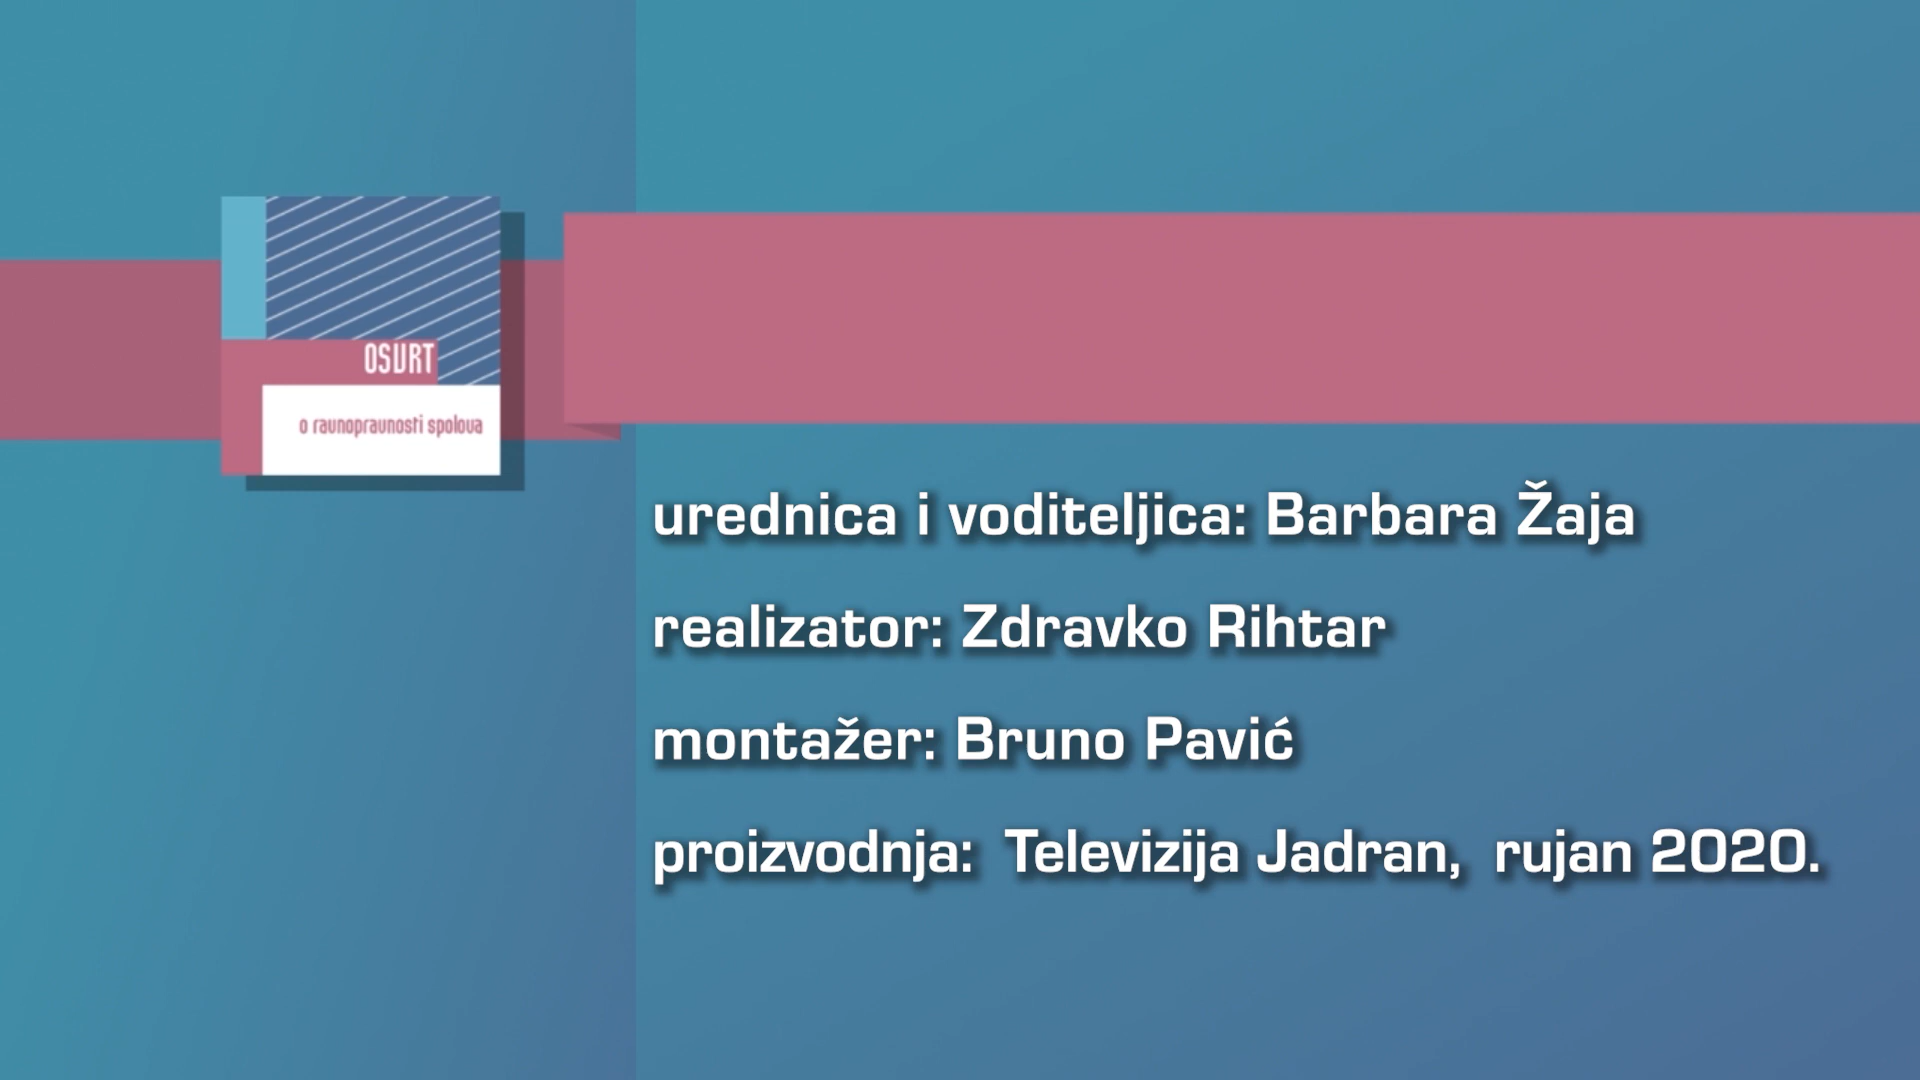 OSURT
o ravnopravnosti spolova
urednica i voditeljica: Barbara Žaja
realizator: Zdravko Rihtar
montažer: Bruno Pavić
proizvodnja: Televizija Jadran, rujan 2020.